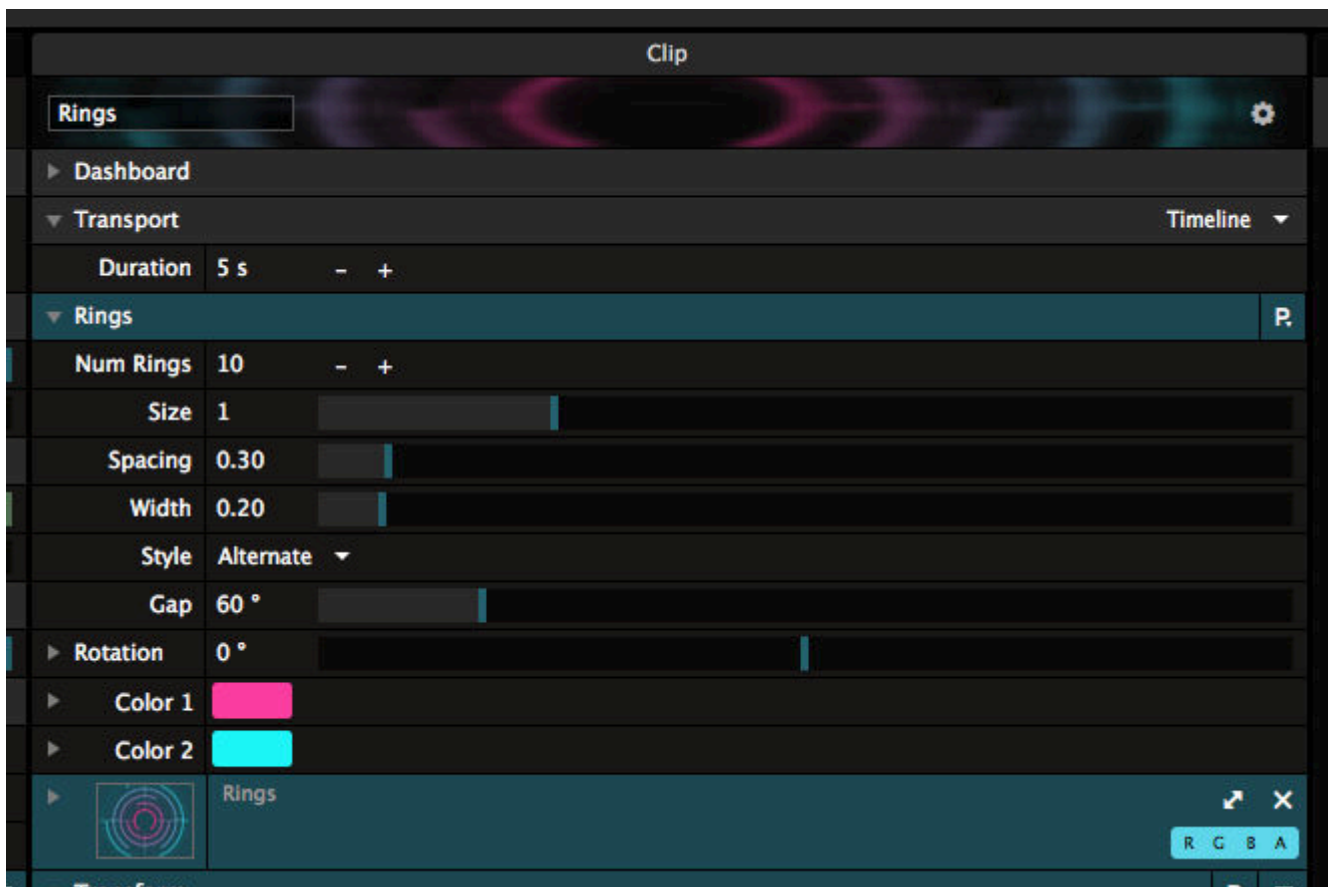 Clip
Rings
Dashboard
Transport Timeline
Duration 5 s - +
Rings P.
Num Rings 10 - +
Size 1
Spacing 0.30
Width 0.20
Style Alternate
Gap 60 °
Rotation 0 °
Color 1
Color 2
Rings
R G B A